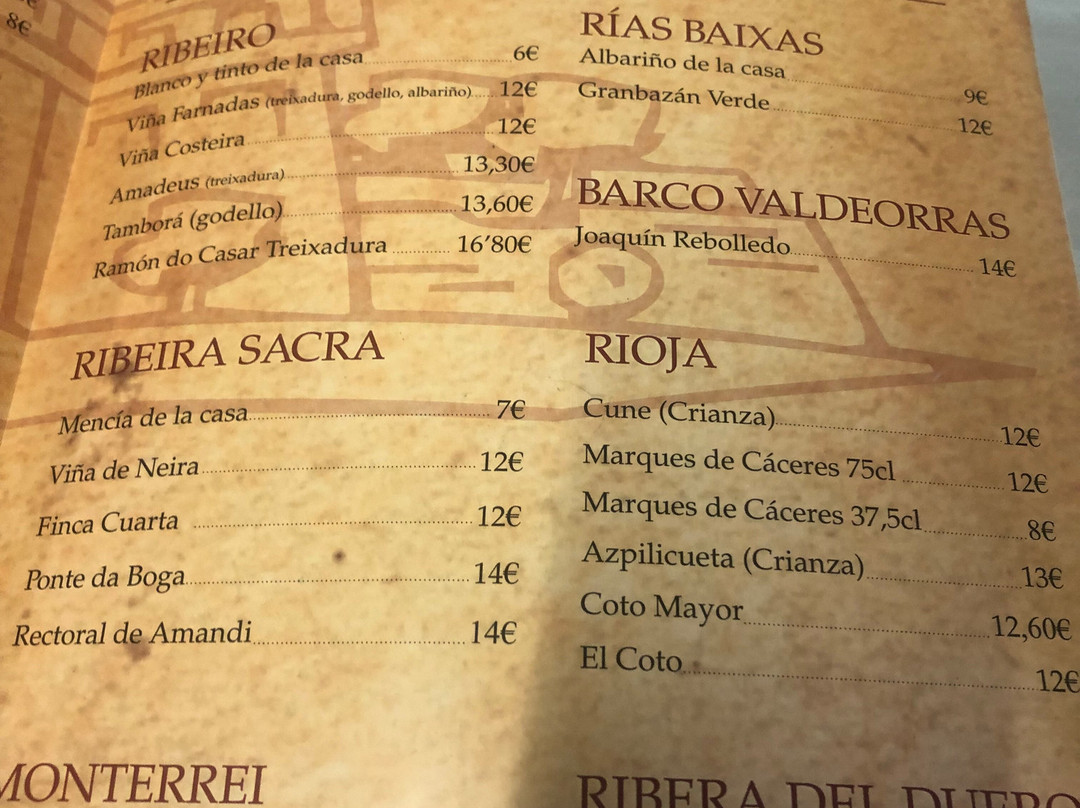 8€
RIBEIRO
Blanco y tinto de la casa 6€
Viña Farnadas (treixadura, godello, albariño) 12€
Viña Costeira 12€
Amadeus (treixadura) 13,30€
Tamborá (godello) 13,60€
Ramón do Casar Treixadura 16’80€
RIBEIRA SACRA
Mencía de la casa 7€
Viña de Neira 12€
Finca Cuarta 12€
Ponte da Boga 14€
Rectoral de Amandi 14€
MONTERREI
RÍAS BAIXAS
Albariño de la casa 9€
Granbazán Verde 12€
BARCO VALDEORRAS
Joaquín Rebolledo 14€
RIOJA
Cune (Crianza) 12€
Marques de Cáceres 75cl 12€
Marques de Cáceres 37,5cl 8€
Azpilicueta (Crianza) 13€
Coto Mayor 12,60€
El Coto 12€
RIBERA DEL DUERO